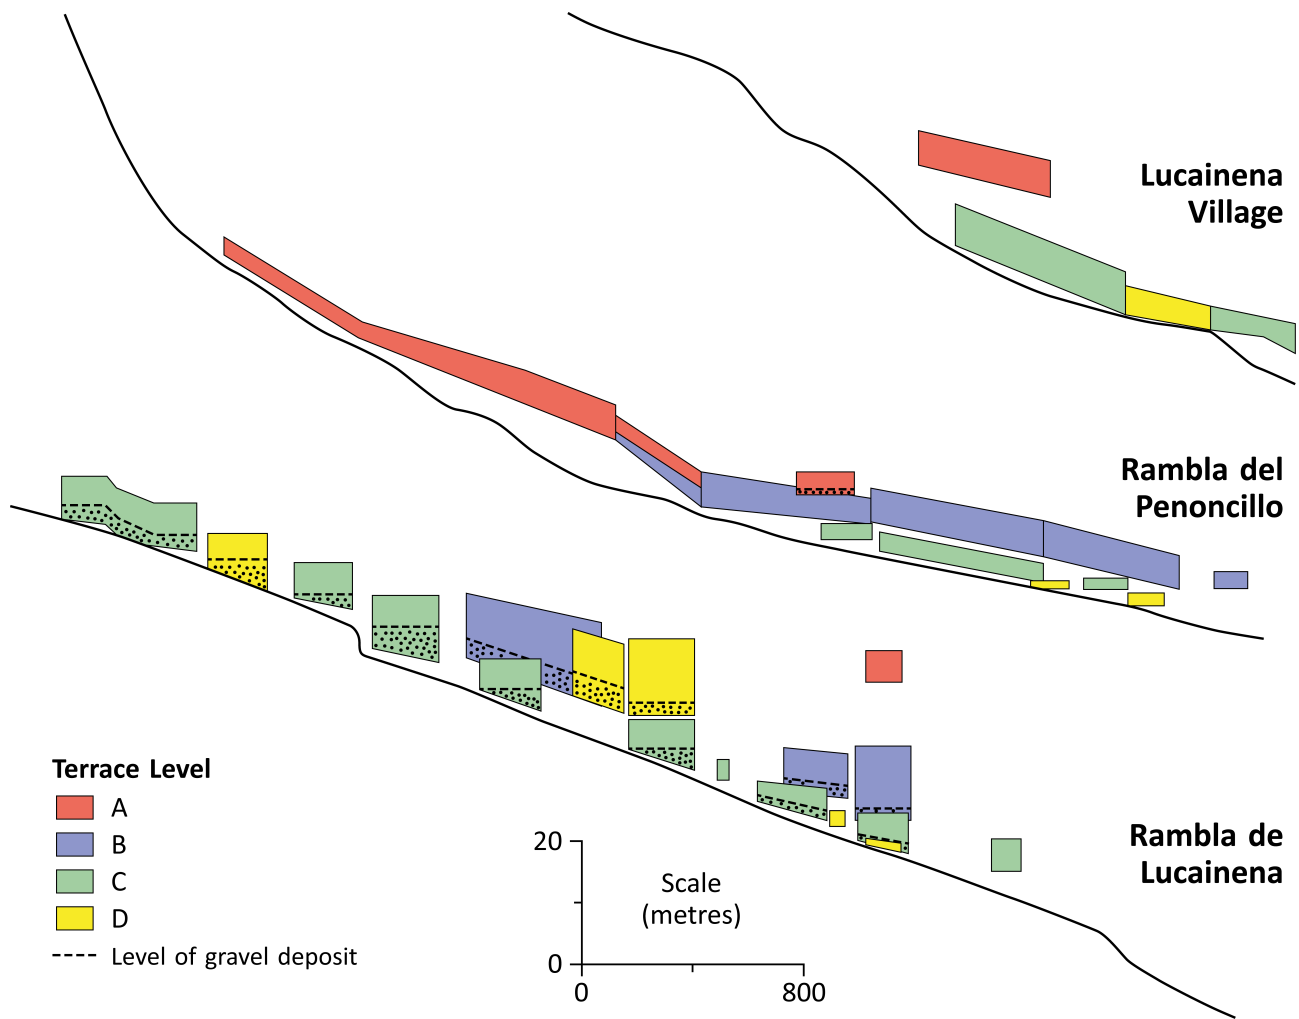 Lucainena
Village
Rambla del
Penoncillo
Terrace Level
A
B
C
D
Level of gravel deposit
20
0
0
800
Scale
(metres)
Rambla de
Lucainena